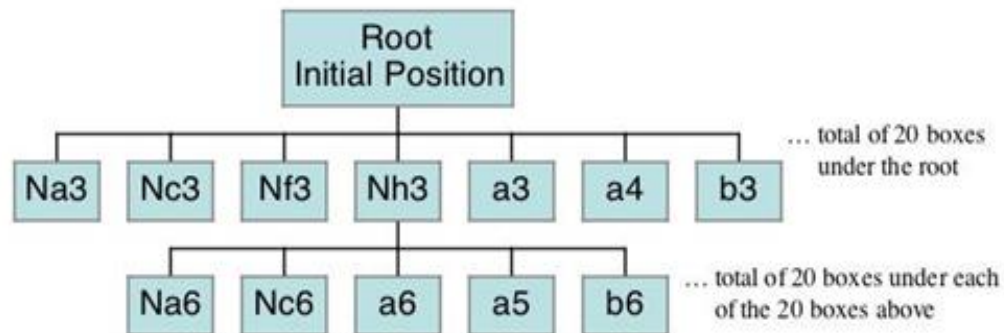 Root
Initial Position
… total of 20 boxes
under the root
Na3 Nc3 Nf3 Nh3 a3 a4 b3
Na6 Nc6 a6 a5 b6
… total of 20 boxes under each
of the 20 boxes above